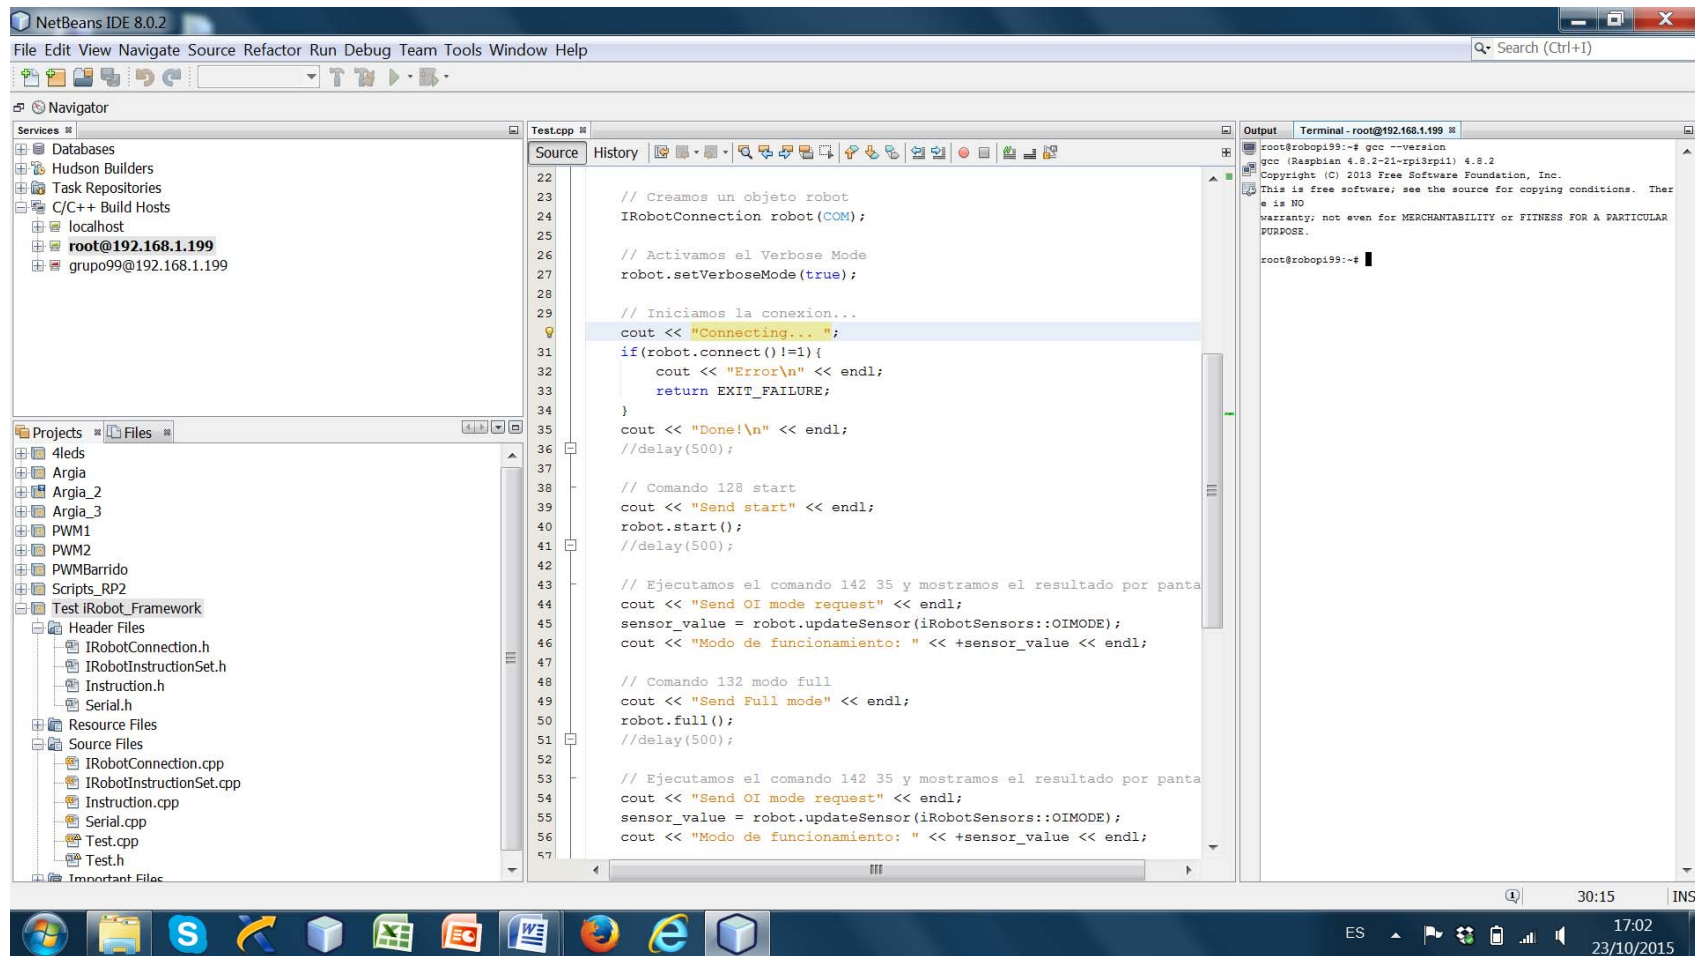 NetBeans IDE 8.0.2
File Edit View Navigate Source Refactor Run Debug Team Tools Window Help
Search (Ctrl+I)
Navigator
Services
Databases
Hudson Builders
Task Repositories
C/C++ Build Hosts
localhost
root@192.168.1.199
grupo99@192.168.1.199
Projects Files
4leds
Argia
Argia_2
Argia_3
PWM1
PWM2
PWMBarrido
Scripts_RP2
Test iRobot_Framework
Header Files
IRobotConnection.h
IRobotInstructionSet.h
Instruction.h
Serial.h
Resource Files
Source Files
IRobotConnection.cpp
IRobotInstructionSet.cpp
Instruction.cpp
Serial.cpp
Test.cpp
Test.h
Important Files
Test.cpp
Source History
22
23 // Creamos un objeto robot
24 IRobotConnection robot(COM);
25
26 // Activamos el Verbose Mode
27 robot.setVerboseMode(true);
28
29 // Iniciamos la conexion...
cout << "Connecting... ";
31 if(robot.connect()!=1){
32 cout << "Error\n" << endl;
33 return EXIT_FAILURE;
34 }
35 cout << "Done!\n" << endl;
36 //delay(500);
37
38 // Comando 128 start
39 cout << "Send start" << endl;
40 robot.start();
41 //delay(500);
42
43 // Ejecutamos el comando 142 35 y mostramos el resultado por panta
44 cout << "Send OI mode request" << endl;
45 sensor_value = robot.updateSensor(iRobotSensors::OIMODE);
46 cout << "Modo de funcionamiento: " << +sensor_value << endl;
47
48 // Comando 132 modo full
49 cout << "Send Full mode" << endl;
50 robot.full();
51 //delay(500);
52
53 // Ejecutamos el comando 142 35 y mostramos el resultado por panta
54 cout << "Send OI mode request" << endl;
55 sensor_value = robot.updateSensor(iRobotSensors::OIMODE);
56 cout << "Modo de funcionamiento: " << +sensor_value << endl;
57
Output Terminal - root@192.168.1.199
root@robopi99:~# gcc --version
gcc (Raspbian 4.8.2-21~rpi3rpi1) 4.8.2
Copyright (C) 2013 Free Software Foundation, Inc.
This is free software; see the source for copying conditions. Ther
e is NO
warranty; not even for MERCHANTABILITY or FITNESS FOR A PARTICULAR
PURPOSE.
root@robopi99:~#
30:15 INS
ES
17:02
23/10/2015